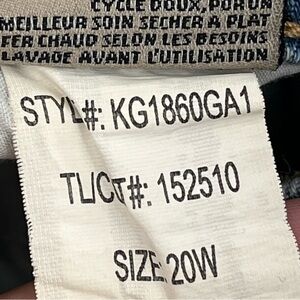 CYCLE DOUX. POUR UN
MEILLEUR SOIN SECHER A PLAT
FER CHAUD SELON LES BESOINS
LAVAGE AVANT L'UTILISATION
STYL#: KG1860GA1
TL/CT#: 152510
SIZE 20W